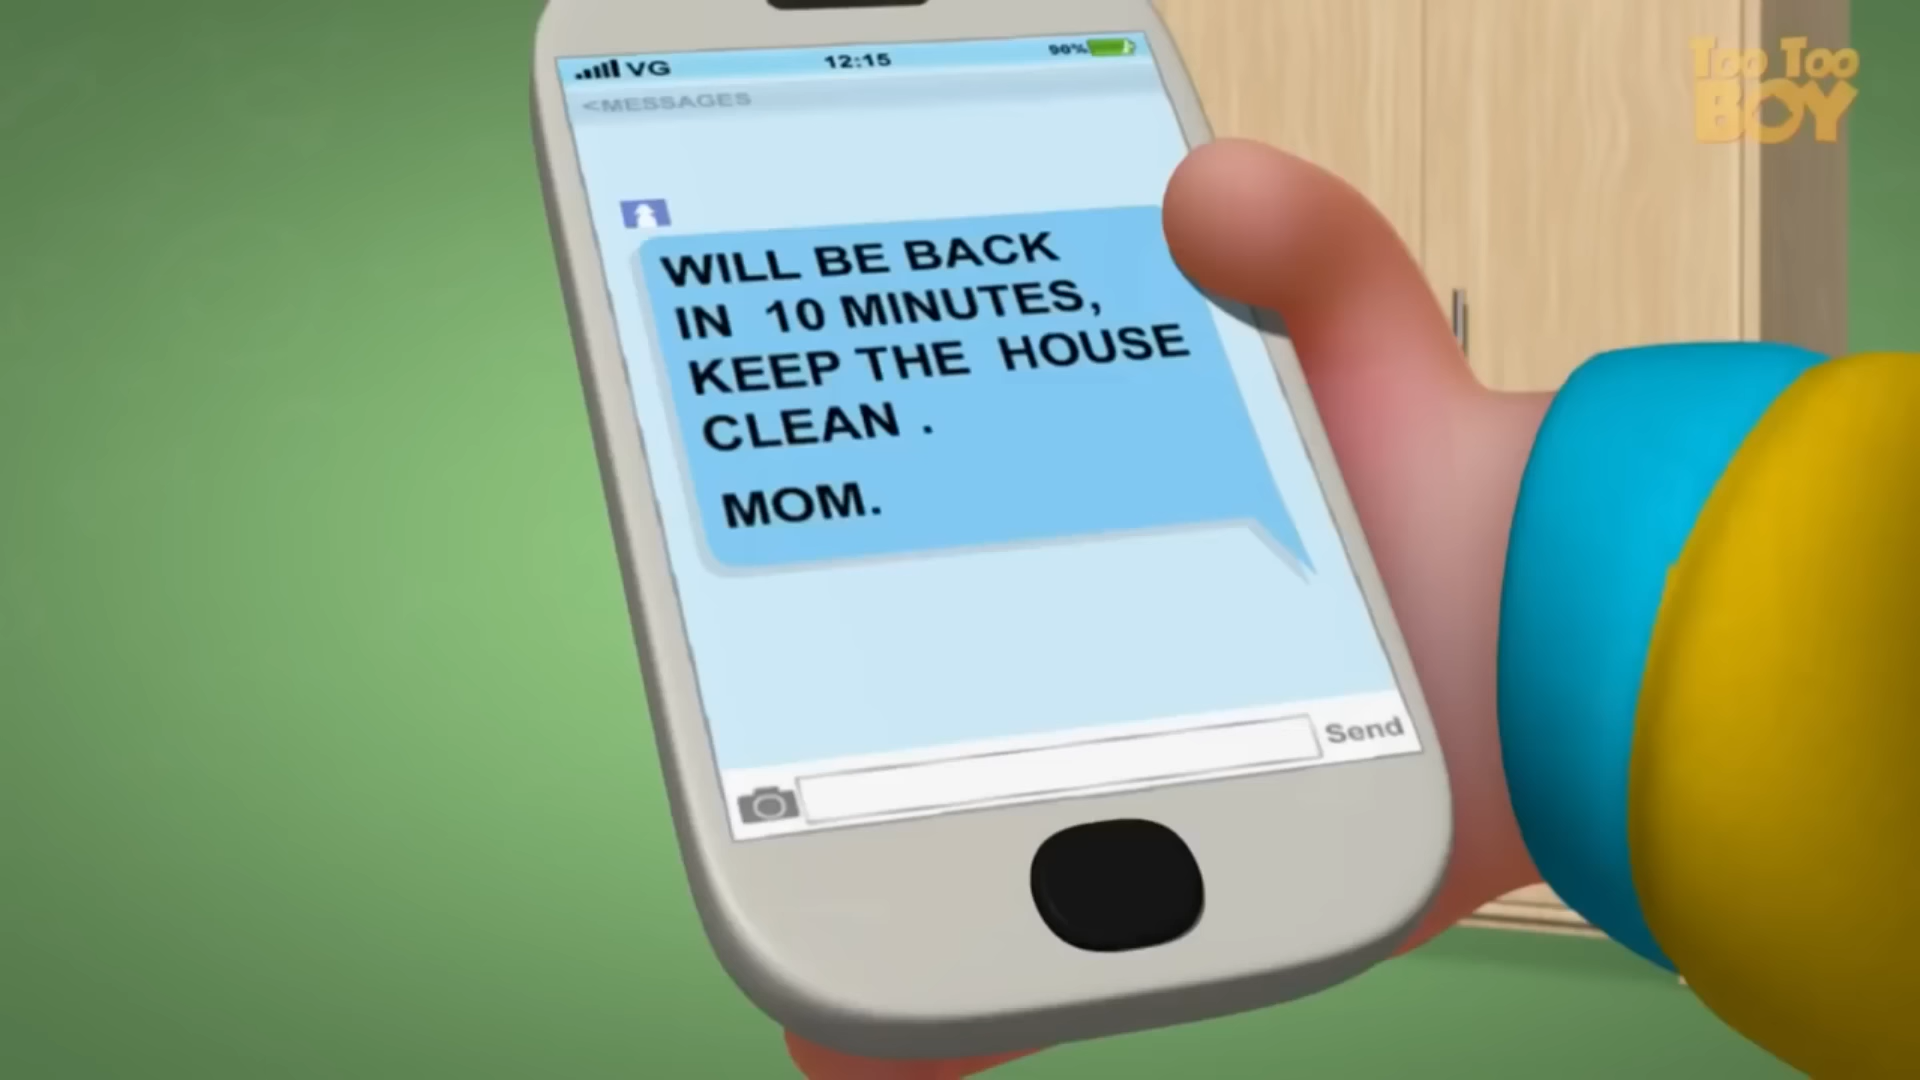 VG 12:15 90%
<MESSAGES
WILL BE BACK
IN 10 MINUTES,
KEEP THE HOUSE
CLEAN .
MOM.
Send
TOO TOO
BOY